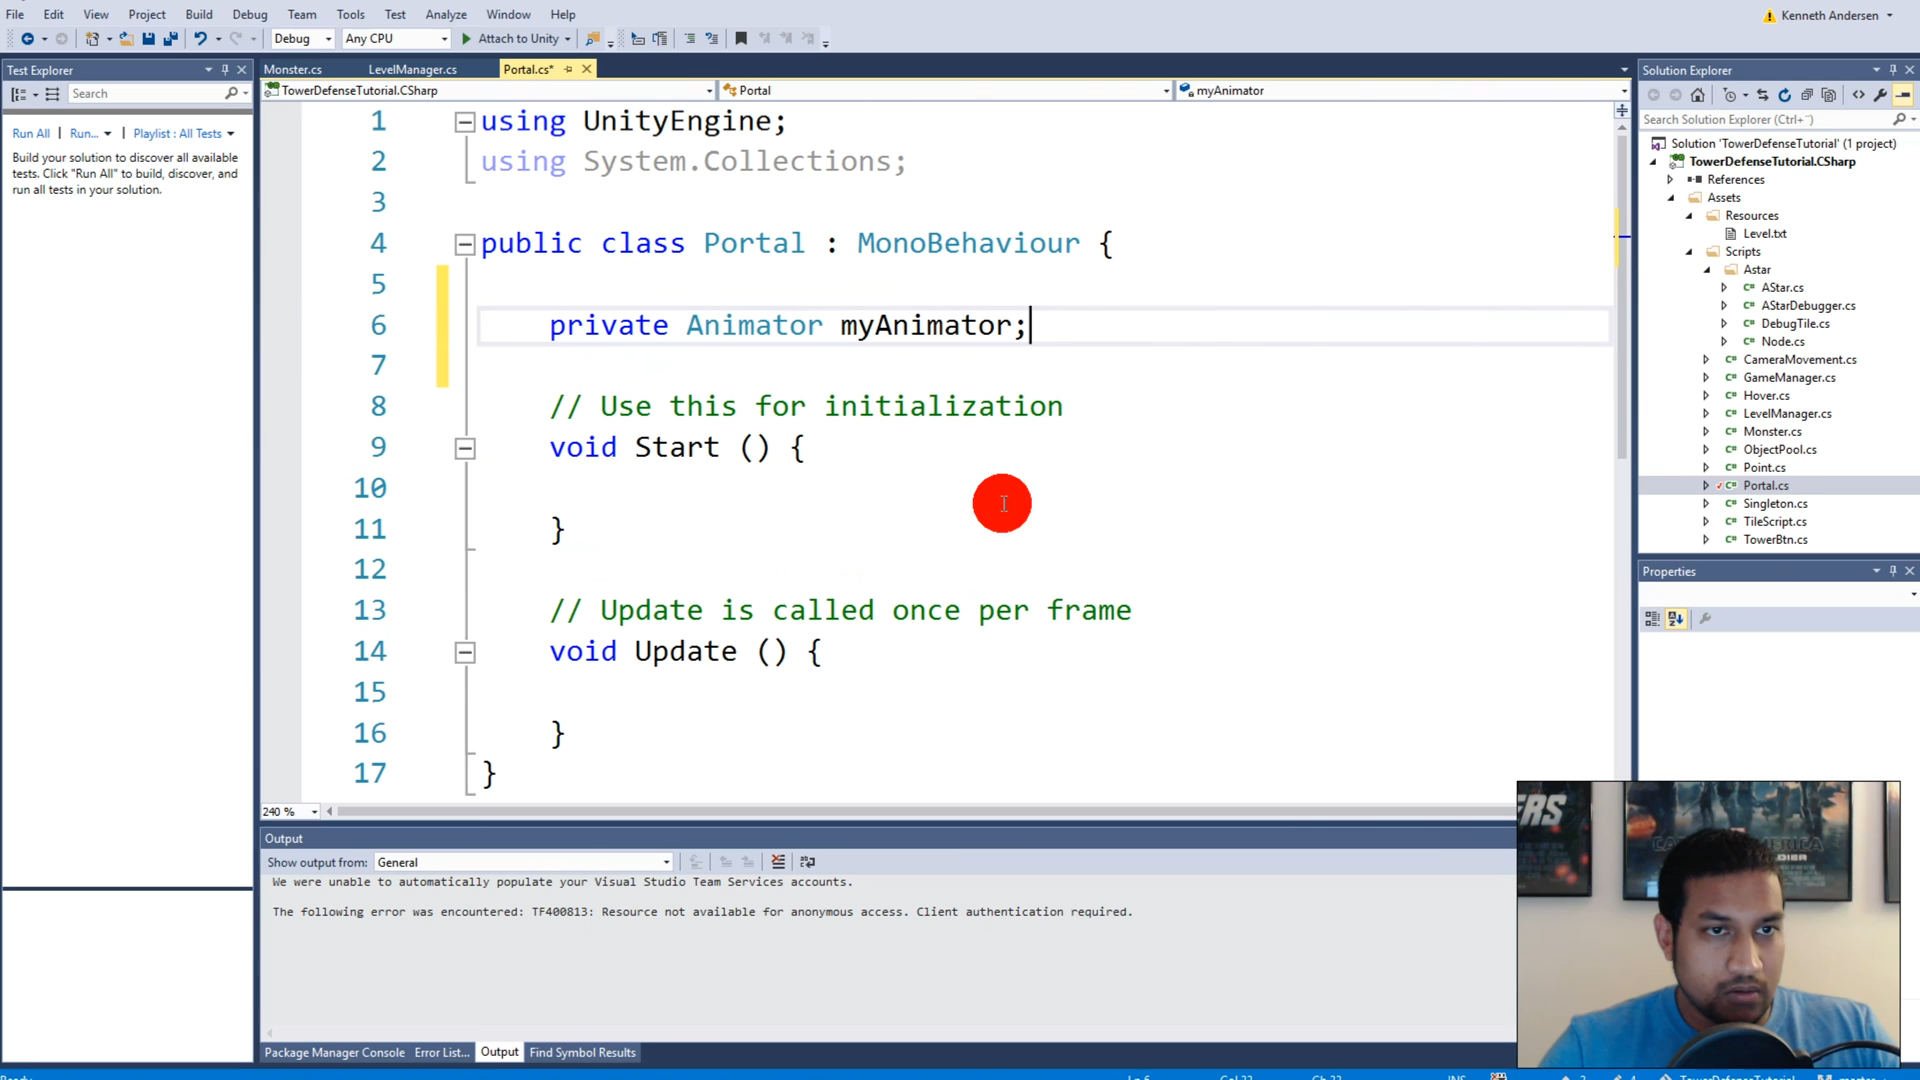 File Edit View Project Build Debug Team Tools Test Analyze Window Help
Kenneth Andersen
Debug Any CPU Attach to Unity
Test Explorer
Search
Run All Run... Playlist : All Tests
Build your solution to discover all available
tests. Click "Run All" to build, discover, and
run all tests in your solution.
Monster.cs LevelManager.cs Portal.cs*
TowerDefenseTutorial.CSharp Portal myAnimator
1 using UnityEngine;
2 using System.Collections;
3
4 public class Portal : MonoBehaviour {
5
6 private Animator myAnimator;
7
8 // Use this for initialization
9 void Start () {
10
11 }
12
13 // Update is called once per frame
14 void Update () {
15
16 }
17 }
240 %
Output
Show output from: General
We were unable to automatically populate your Visual Studio Team Services accounts.
The following error was encountered: TF400813: Resource not available for anonymous access. Client authentication required.
Package Manager Console Error List... Output Find Symbol Results
Solution Explorer
Search Solution Explorer (Ctrl+¨)
Solution 'TowerDefenseTutorial' (1 project)
TowerDefenseTutorial.CSharp
References
Assets
Resources
Level.txt
Scripts
Astar
AStar.cs
AStarDebugger.cs
DebugTile.cs
Node.cs
CameraMovement.cs
GameManager.cs
Hover.cs
LevelManager.cs
Monster.cs
ObjectPool.cs
Point.cs
Portal.cs
Singleton.cs
TileScript.cs
TowerBtn.cs
Properties
ERS